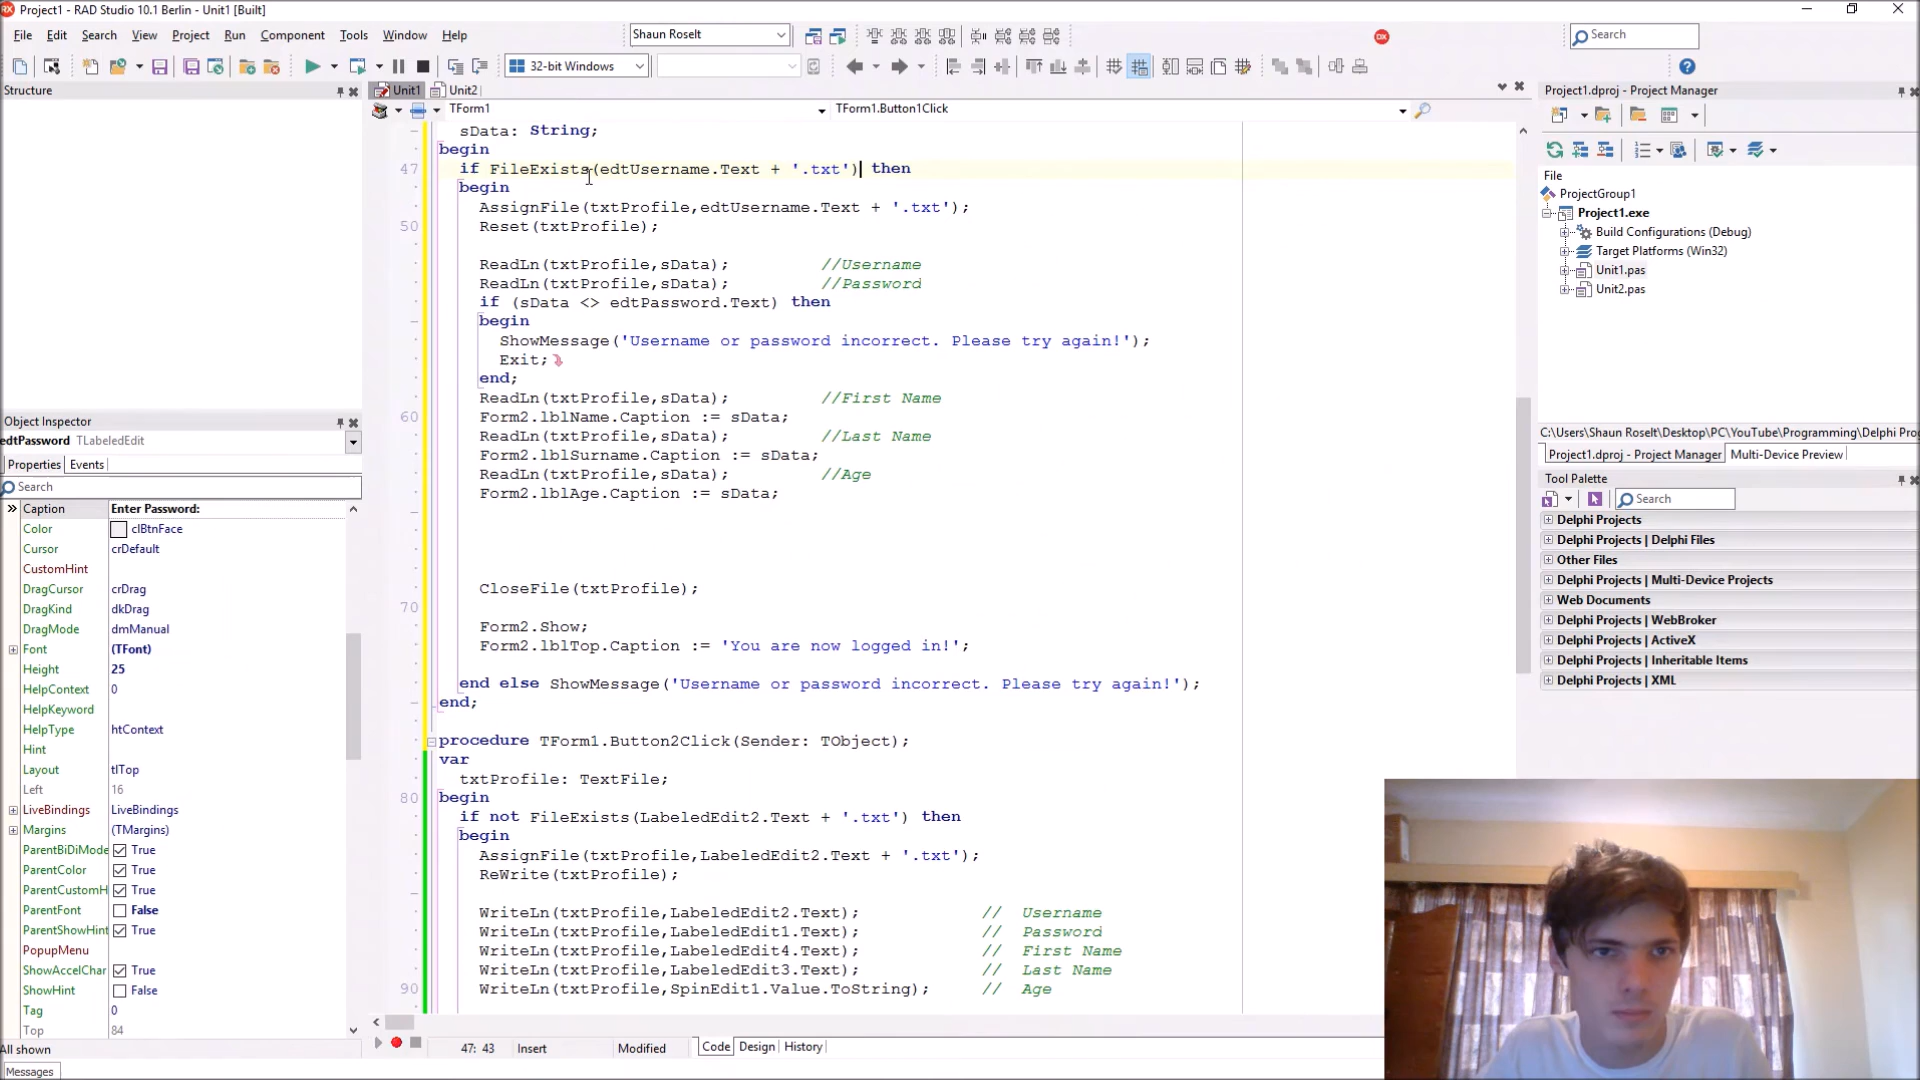 Project1 - RAD Studio 10.1 Berlin - Unit1 [Built]
File Edit Search View Project Run Component Tools Window Help
Shaun Roselt
Search
32-bit Windows
Structure
Unit1 Unit2
TForm1
TForm1.Button1Click
sData: String;
begin
47 if FileExists(edtUsername.Text + '.txt') then
begin
AssignFile(txtProfile,edtUsername.Text + '.txt');
50 Reset(txtProfile);
ReadLn(txtProfile,sData); //Username
ReadLn(txtProfile,sData); //Password
if (sData <> edtPassword.Text) then
begin
ShowMessage('Username or password incorrect. Please try again!');
Exit;
end;
ReadLn(txtProfile,sData); //First Name
60 Form2.lblName.Caption := sData;
ReadLn(txtProfile,sData); //Last Name
Form2.lblSurname.Caption := sData;
ReadLn(txtProfile,sData); //Age
Form2.lblAge.Caption := sData;
CloseFile(txtProfile);
70
Form2.Show;
Form2.lblTop.Caption := 'You are now logged in!';
end else ShowMessage('Username or password incorrect. Please try again!');
end;
procedure TForm1.Button2Click(Sender: TObject);
var
txtProfile: TextFile;
80 begin
if not FileExists(LabeledEdit2.Text + '.txt') then
begin
AssignFile(txtProfile,LabeledEdit2.Text + '.txt');
ReWrite(txtProfile);
WriteLn(txtProfile,LabeledEdit2.Text); // Username
WriteLn(txtProfile,LabeledEdit1.Text); // Password
WriteLn(txtProfile,LabeledEdit4.Text); // First Name
WriteLn(txtProfile,LabeledEdit3.Text); // Last Name
90 WriteLn(txtProfile,SpinEdit1.Value.ToString); // Age
47: 43 Insert Modified Code Design History
Object Inspector
edtPassword TLabeledEdit
Properties Events
Search
Caption Enter Password:
Color clBtnFace
Cursor crDefault
CustomHint
DragCursor crDrag
DragKind dkDrag
DragMode dmManual
Font (TFont)
Height 25
HelpContext 0
HelpKeyword
HelpType htContext
Hint
Layout tlTop
Left 16
LiveBindings LiveBindings
Margins (TMargins)
ParentBiDiMode True
ParentColor True
ParentCustomH True
ParentFont False
ParentShowHint True
PopupMenu
ShowAccelChar True
ShowHint False
Tag 0
Top 84
All shown
Messages
Project1.dproj - Project Manager
File
ProjectGroup1
Project1.exe
Build Configurations (Debug)
Target Platforms (Win32)
Unit1.pas
Unit2.pas
C:\Users\Shaun Roselt\Desktop\PC\YouTube\Programming\Delphi Pro
Project1.dproj - Project Manager Multi-Device Preview
Tool Palette
Search
Delphi Projects
Delphi Projects | Delphi Files
Other Files
Delphi Projects | Multi-Device Projects
Web Documents
Delphi Projects | WebBroker
Delphi Projects | ActiveX
Delphi Projects | Inheritable Items
Delphi Projects | XML